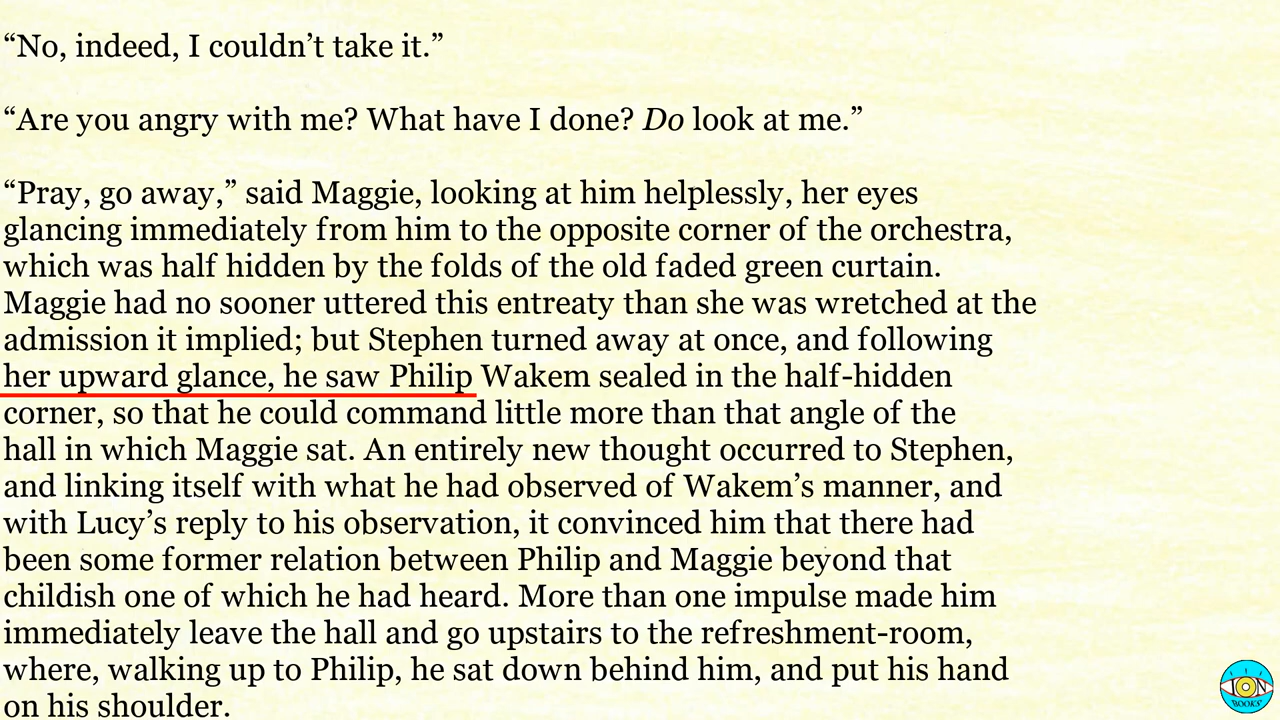 “No, indeed, I couldn’t take it.”
“Are you angry with me? What have I done? Do look at me.”
“Pray, go away,” said Maggie, looking at him helplessly, her eyes
glancing immediately from him to the opposite corner of the orchestra,
which was half hidden by the folds of the old faded green curtain.
Maggie had no sooner uttered this entreaty than she was wretched at the
admission it implied; but Stephen turned away at once, and following
her upward glance, he saw Philip Wakem sealed in the half-hidden
corner, so that he could command little more than that angle of the
hall in which Maggie sat. An entirely new thought occurred to Stephen,
and linking itself with what he had observed of Wakem’s manner, and
with Lucy’s reply to his observation, it convinced him that there had
been some former relation between Philip and Maggie beyond that
childish one of which he had heard. More than one impulse made him
immediately leave the hall and go upstairs to the refreshment-room,
where, walking up to Philip, he sat down behind him, and put his hand
on his shoulder.
ION
BOOKS